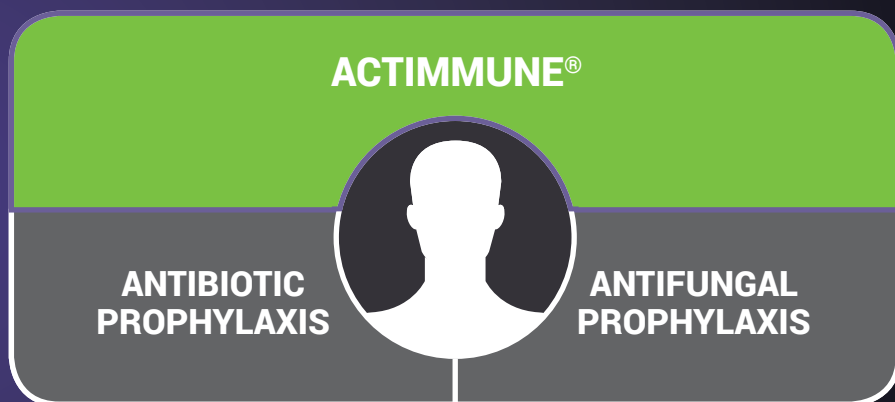 ACTIMMUNE®
ANTIBIOTIC
PROPHYLAXIS
ANTIFUNGAL
PROPHYLAXIS